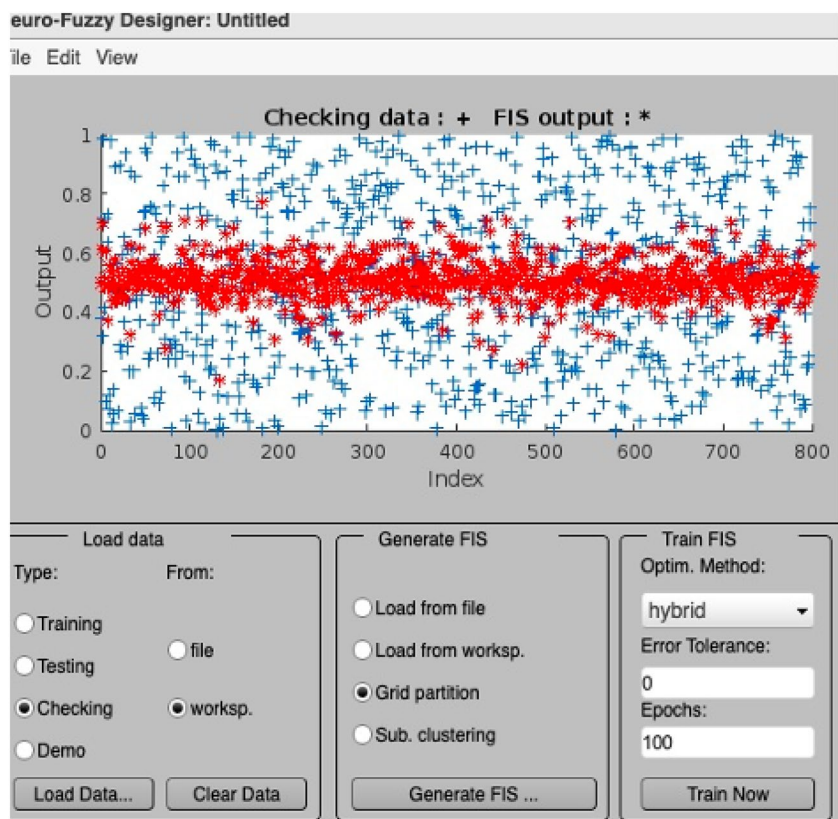 euro-Fuzzy Designer: Untitled
ile Edit View
Checking data : + FIS output : *
1
0.8
0.6
0.4
0.2
0
Output
0 100 200 300 400 500 600 700 800
Index
Load data
Type: From:
Training
Testing
Checking
Demo
file
worksp.
Load Data... Clear Data
Generate FIS
Load from file
Load from worksp.
Grid partition
Sub. clustering
Generate FIS ...
Train FIS
Optim. Method:
hybrid
Error Tolerance:
0
Epochs:
100
Train Now